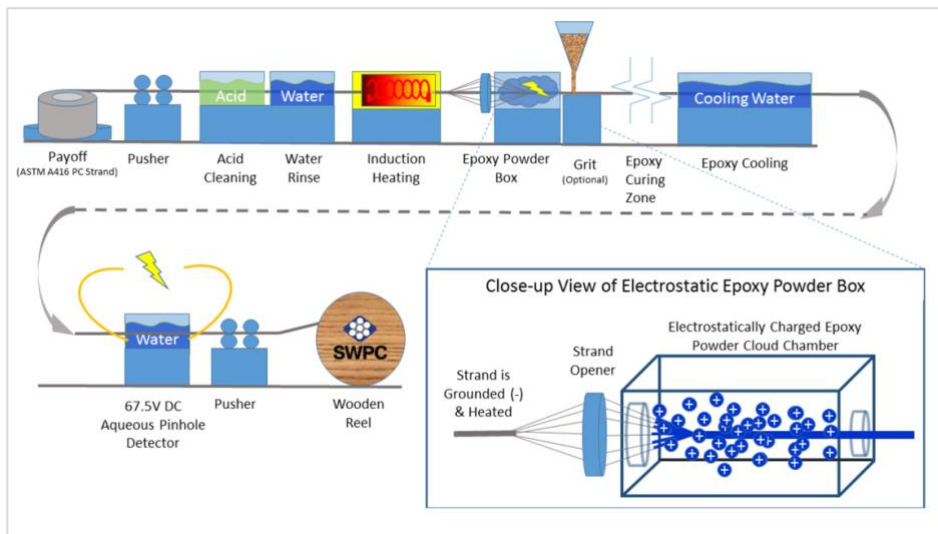 Acid
Water
Cooling Water
Payoff
(ASTM A416 PC Strand)
Pusher
Acid
Cleaning
Water
Rinse
Induction
Heating
Epoxy Powder
Box
Grit
(Optional)
Epoxy
Curing
Zone
Epoxy Cooling
Water
SWPC
67.5V DC
Aqueous Pinhole
Detector
Pusher
Wooden
Reel
Close-up View of Electrostatic Epoxy Powder Box
Electrostatically Charged Epoxy
Powder Cloud Chamber
Strand
Opener
Strand is
Grounded (-)
& Heated